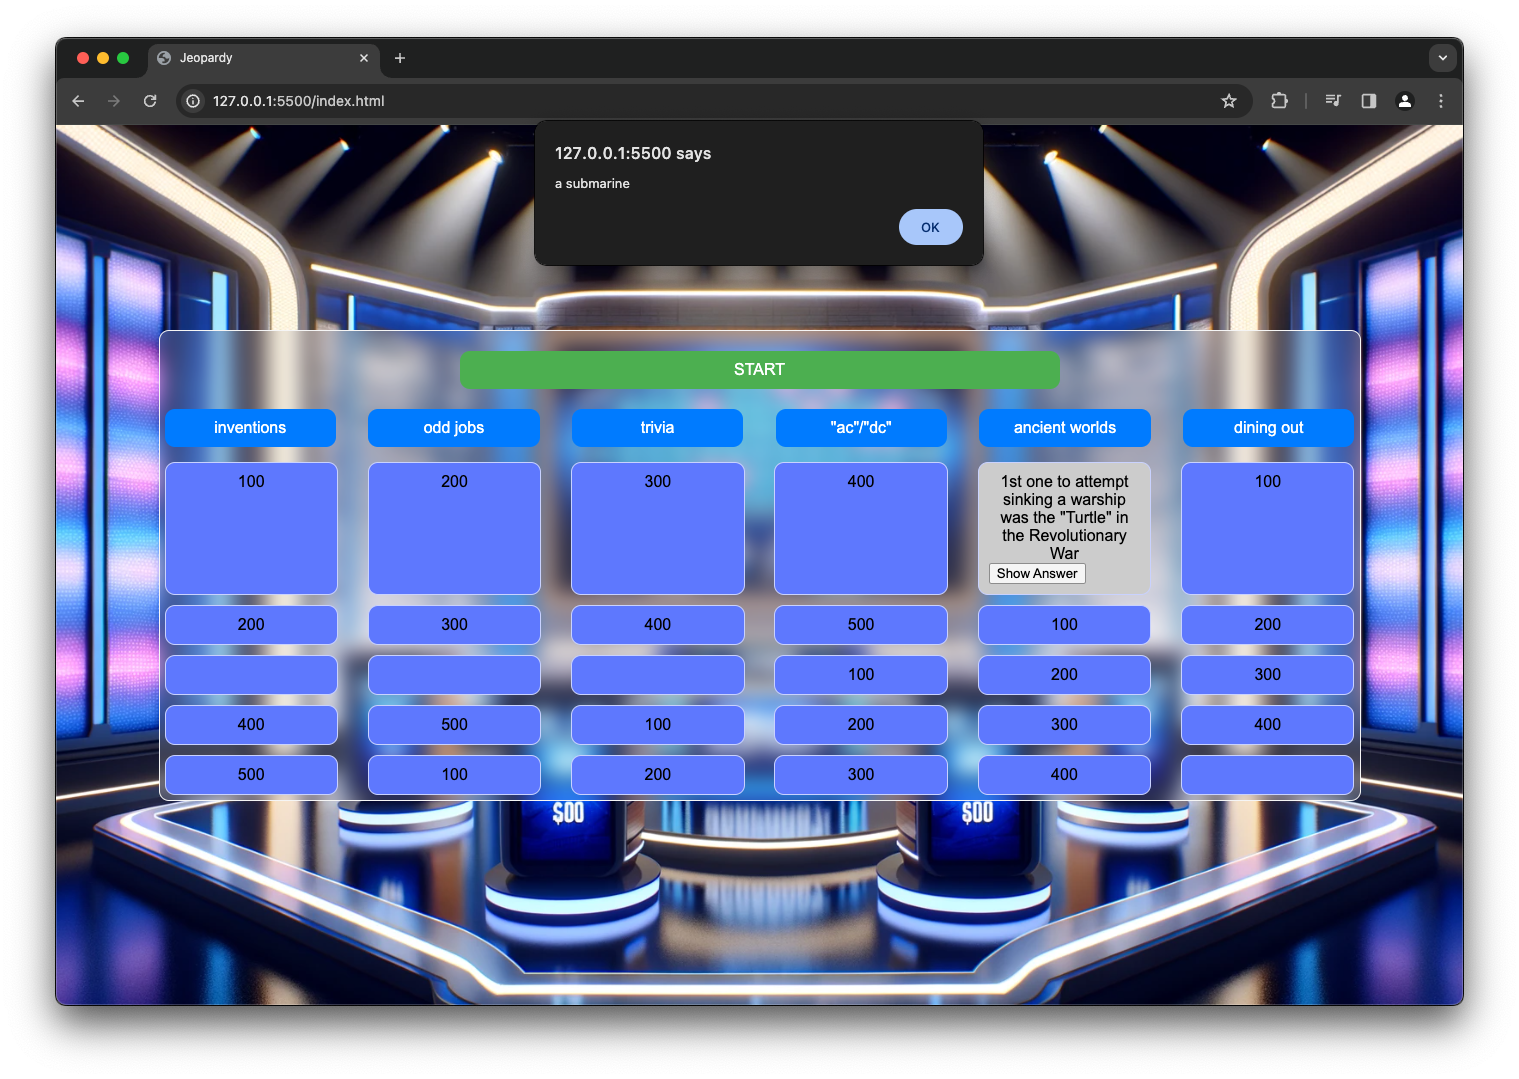 Jeopardy
127.0.0.1:5500/index.html
127.0.0.1:5500 says
a submarine
OK
START
inventions odd jobs trivia "ac"/"dc" ancient worlds dining out
100 200 300 400 1st one to attempt 100
sinking a warship
was the "Turtle" in
the Revolutionary
War
Show Answer
200 300 400 500 100 200
100 200 300
400 500 100 200 300 400
500 100 200 300 400
$00 $00